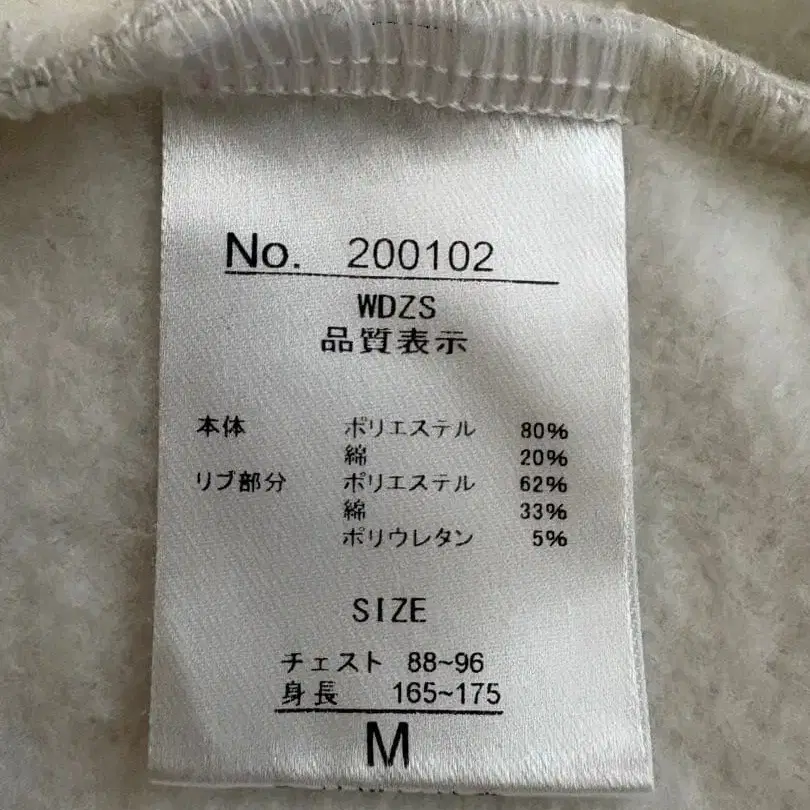 No. 200102
WDZS
品質表示
本体 ポリエステル 80%
綿 20%
リブ部分 ポリエステル 62%
綿 33%
ポリウレタン 5%
SIZE
チェスト 88~96
身長 165~175
M